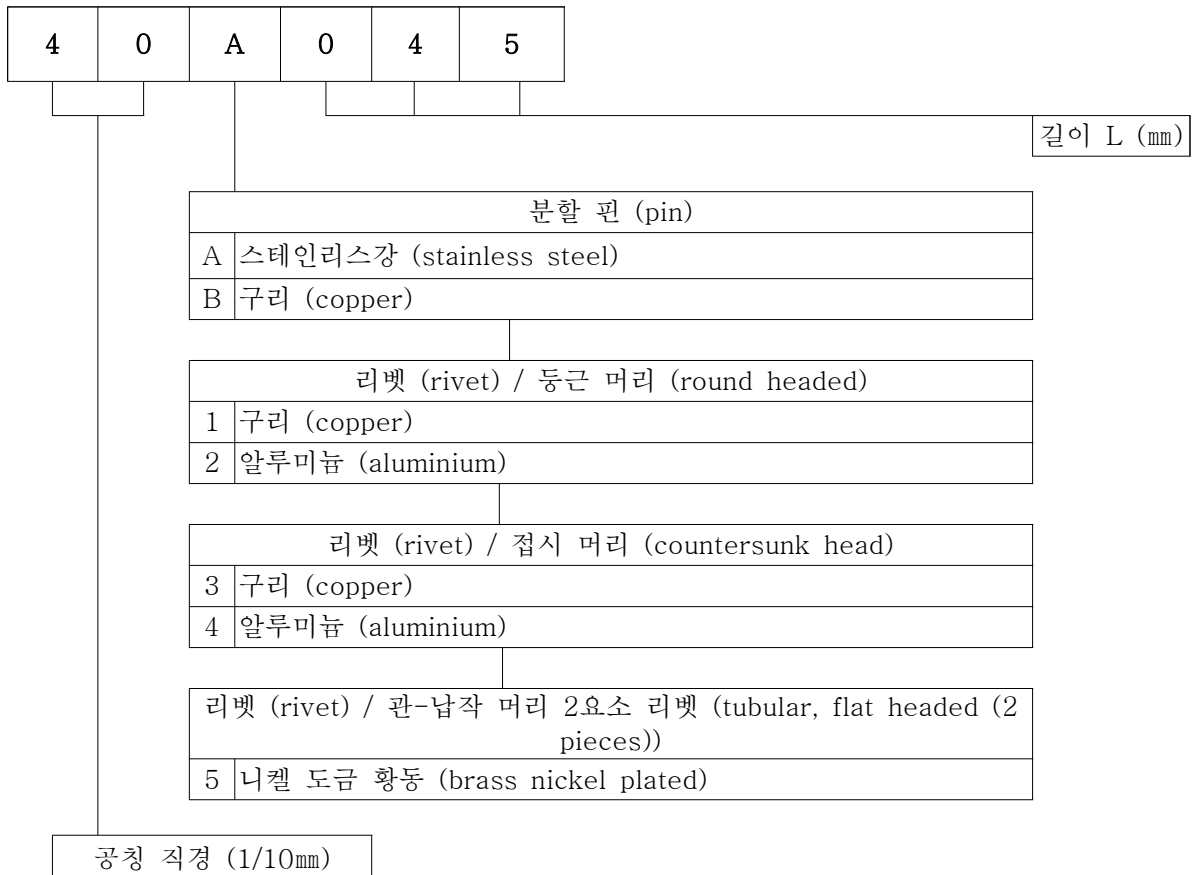 4 0 A 0 4 5
길이 L (㎜)
분할 핀 (pin)
A 스테인리스강 (stainless steel)
B 구리 (copper)
리벳 (rivet) / 둥근 머리 (round headed)
1 구리 (copper)
2 알루미늄 (aluminium)
리벳 (rivet) / 접시 머리 (countersunk head)
3 구리 (copper)
4 알루미늄 (aluminium)
리벳 (rivet) / 관-납작 머리 2요소 리벳 (tubular, flat headed (2
pieces))
5 니켈 도금 황동 (brass nickel plated)
공칭 직경 (1/10㎜)